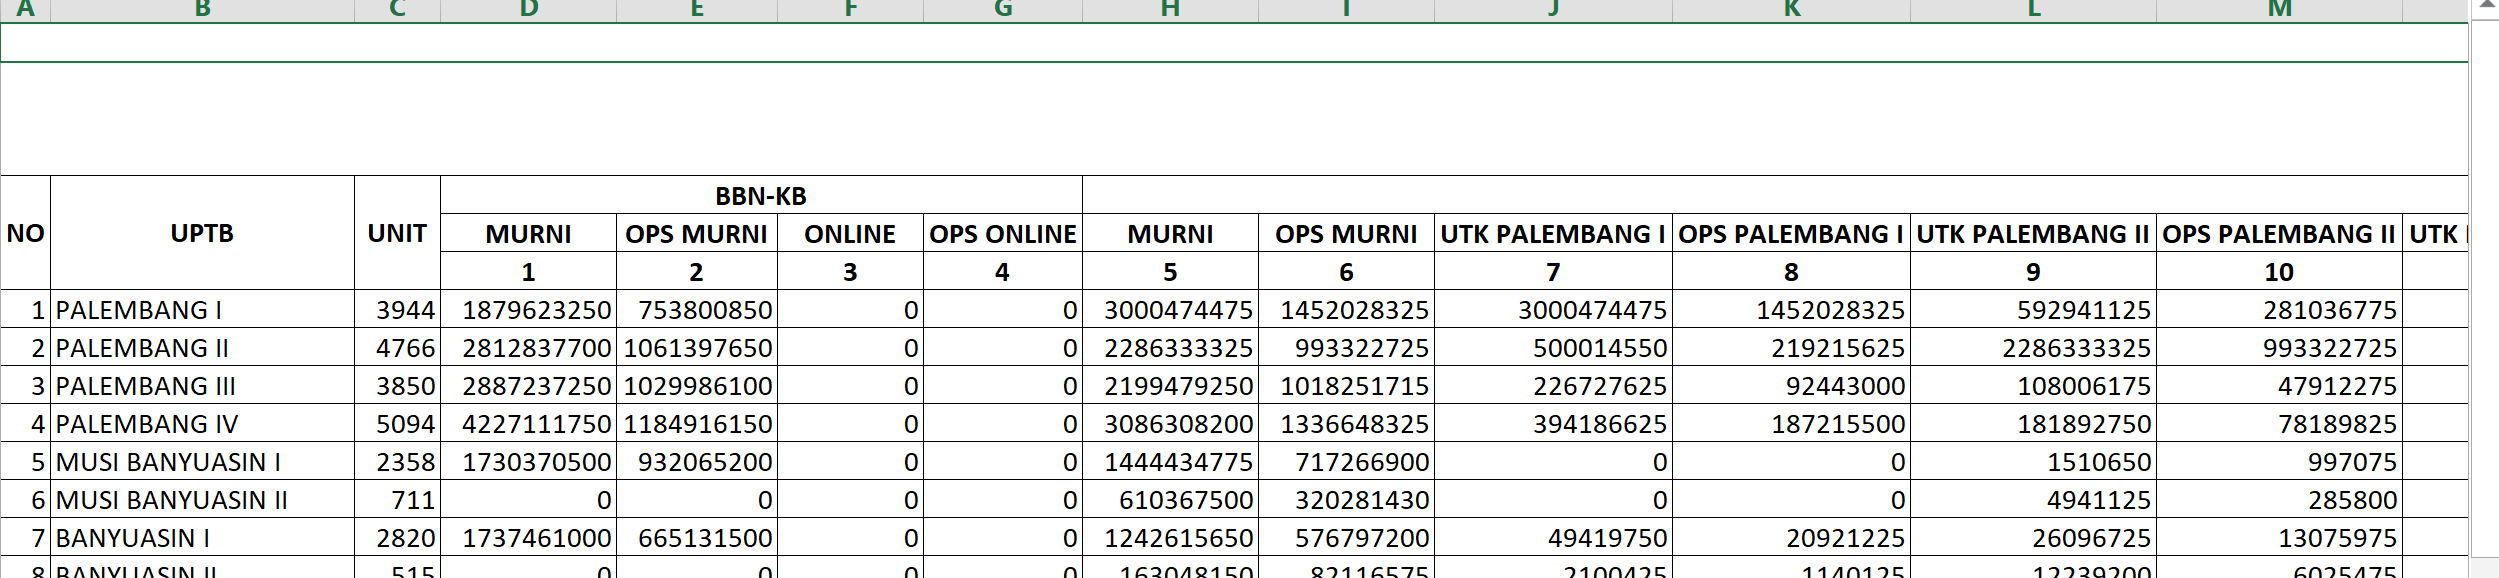 A B C D E F G H I J K L M
BBN-KB
NO UPTB UNIT MURNI OPS MURNI ONLINE OPS ONLINE MURNI OPS MURNI UTK PALEMBANG I OPS PALEMBANG I UTK PALEMBANG II OPS PALEMBANG II UTK
1 2 3 4 5 6 7 8 9 10
1 PALEMBANG I 3944 1879623250 753800850 0 0 3000474475 1452028325 3000474475 1452028325 592941125 281036775
2 PALEMBANG II 4766 2812837700 1061397650 0 0 2286333325 993322725 500014550 219215625 2286333325 993322725
3 PALEMBANG III 3850 2887237250 1029986100 0 0 2199479250 1018251715 226727625 92443000 108006175 47912275
4 PALEMBANG IV 5094 4227111750 1184916150 0 0 3086308200 1336648325 394186625 187215500 181892750 78189825
5 MUSI BANYUASIN I 2358 1730370500 932065200 0 0 1444434775 717266900 0 0 1510650 997075
6 MUSI BANYUASIN II 711 0 0 0 0 610367500 320281430 0 0 4941125 285800
7 BANYUASIN I 2820 1737461000 665131500 0 0 1242615650 576797200 49419750 20921225 26096725 13075975
8 BANYUASIN II 515 0 0 0 0 163048150 82116575 2100425 1140125 12239200 6025475